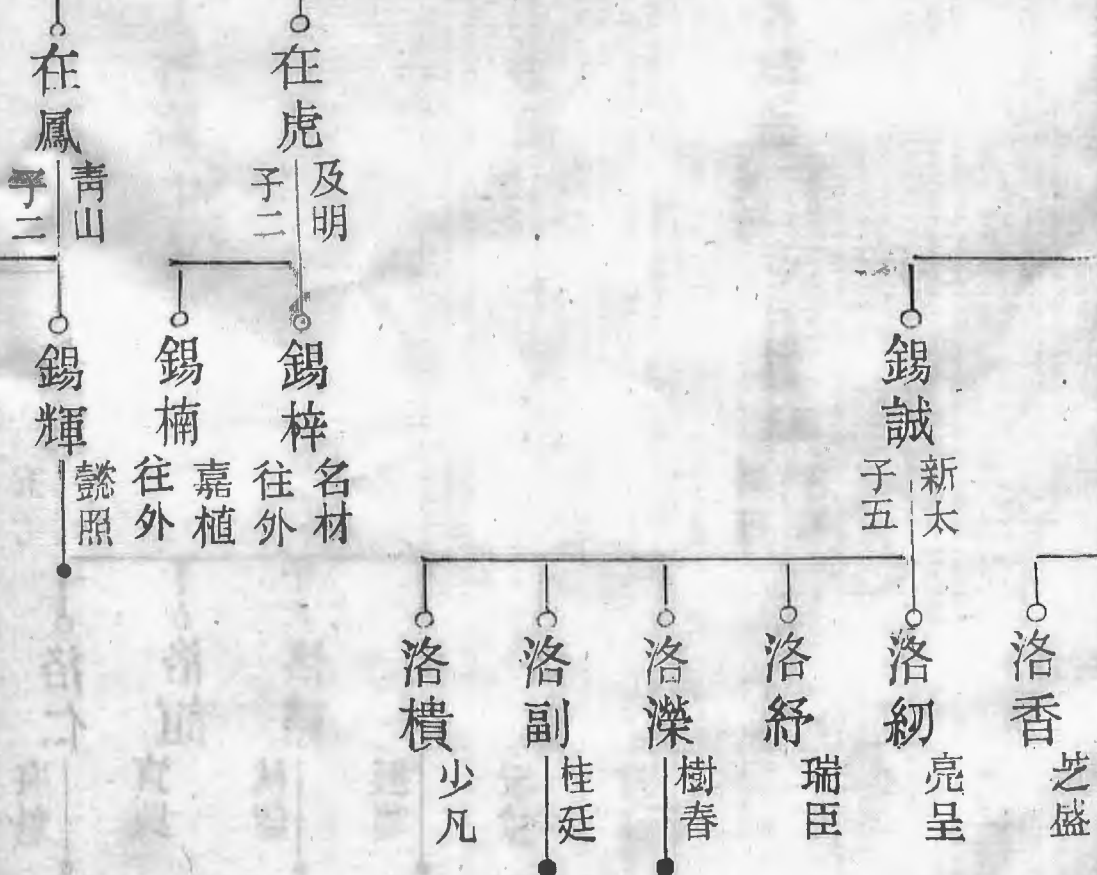 在虎
及明
子二
在鳳
青山
子二
錫誠
新太
子五
錫梓
名材
往外
錫楠
嘉植
往外
錫輝
懿照
洛香
芝盛
洛紉
亮呈
洛紓
瑞臣
洛濼
樹春
洛副
桂廷
洛樻
少凡